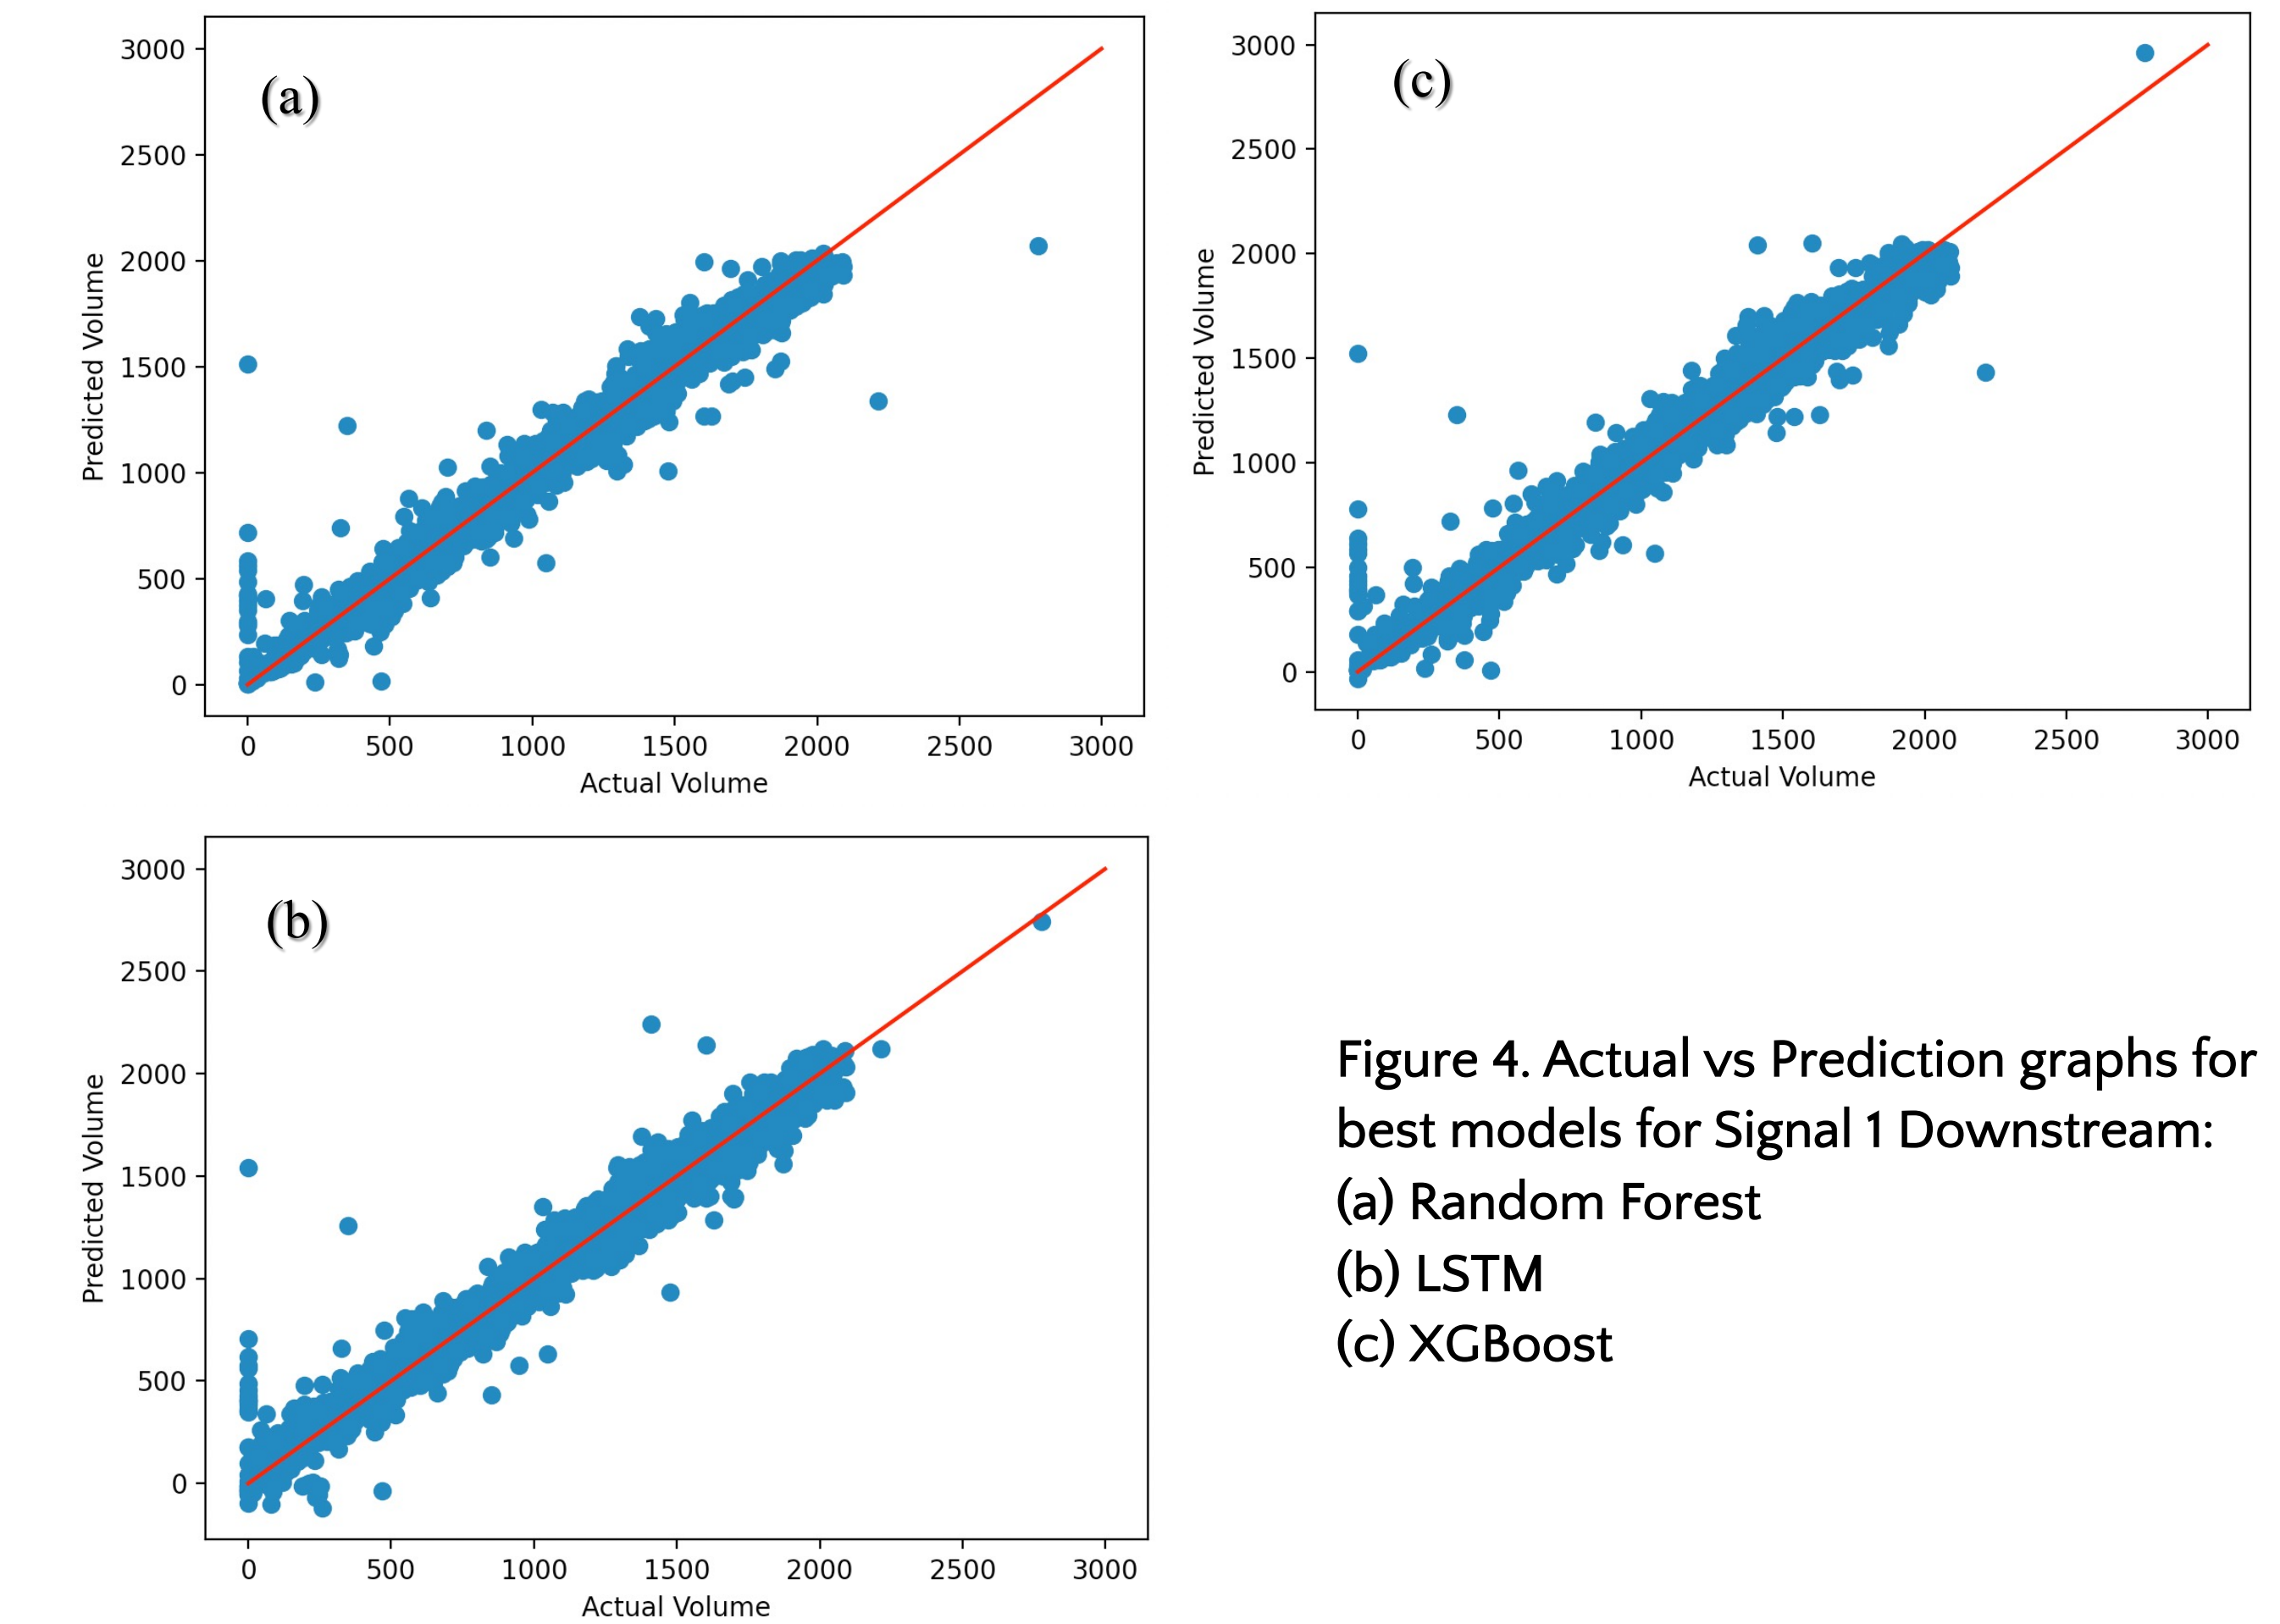 (a)
3000
2500
2000
1500
1000
500
0
0 500 1000 1500 2000 2500 3000
Predicted Volume
Actual Volume
(c)
3000
2500
2000
1500
1000
500
0
0 500 1000 1500 2000 2500 3000
Predicted Volume
Actual Volume
(b)
3000
2500
2000
1500
1000
500
0
0 500 1000 1500 2000 2500 3000
Predicted Volume
Actual Volume
Figure 4. Actual vs Prediction graphs for
best models for Signal 1 Downstream:
(a) Random Forest
(b) LSTM
(c) XGBoost